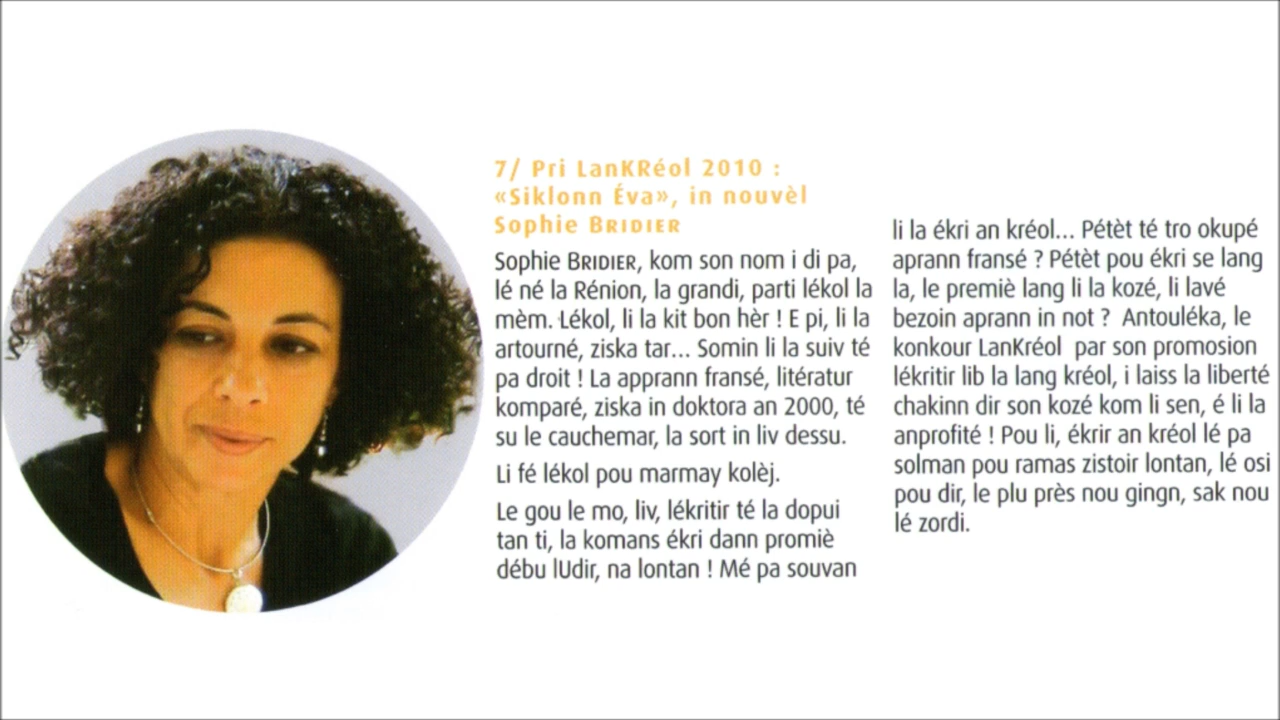 7/ Pri LanKRéol 2010 :
«Siklonn Éva», in nouvèl
Sophie BRIDIER
Sophie BRIDIER, kom son nom i di pa,
lé né la Rénion, la grandi, parti lékol la
mèm. Lékol, li la kit bon hèr ! E pi, li la
artourné, ziska tar... Somin li la suiv té
pa droit ! La apprann fransé, litératur
komparé, ziska in doktora an 2000, té
su le cauchemar, la sort in liv dessu.
Li fé lékol pou marmay kolèj.
Le gou le mo, liv, lékritir té la dopui
tan ti, la komans ékri dann promiè
débu lUdir, na lontan ! Mé pa souvan
li la ékri an kréol... Pétèt té tro okupé
aprann fransé ? Pétèt pou ékri se lang
la, le premiè lang li la kozé, li lavé
bezoin aprann in not ? Antouléka, le
konkour LanKréol par son promosion
lékritir lib la lang kréol, i laiss la liberté
chakinn dir son kozé kom li sen, é li la
anprofité ! Pou li, ékrir an kréol lé pa
solman pou ramas zistoir lontan, lé osi
pou dir, le plu près nou gingn, sak nou
lé zordi.